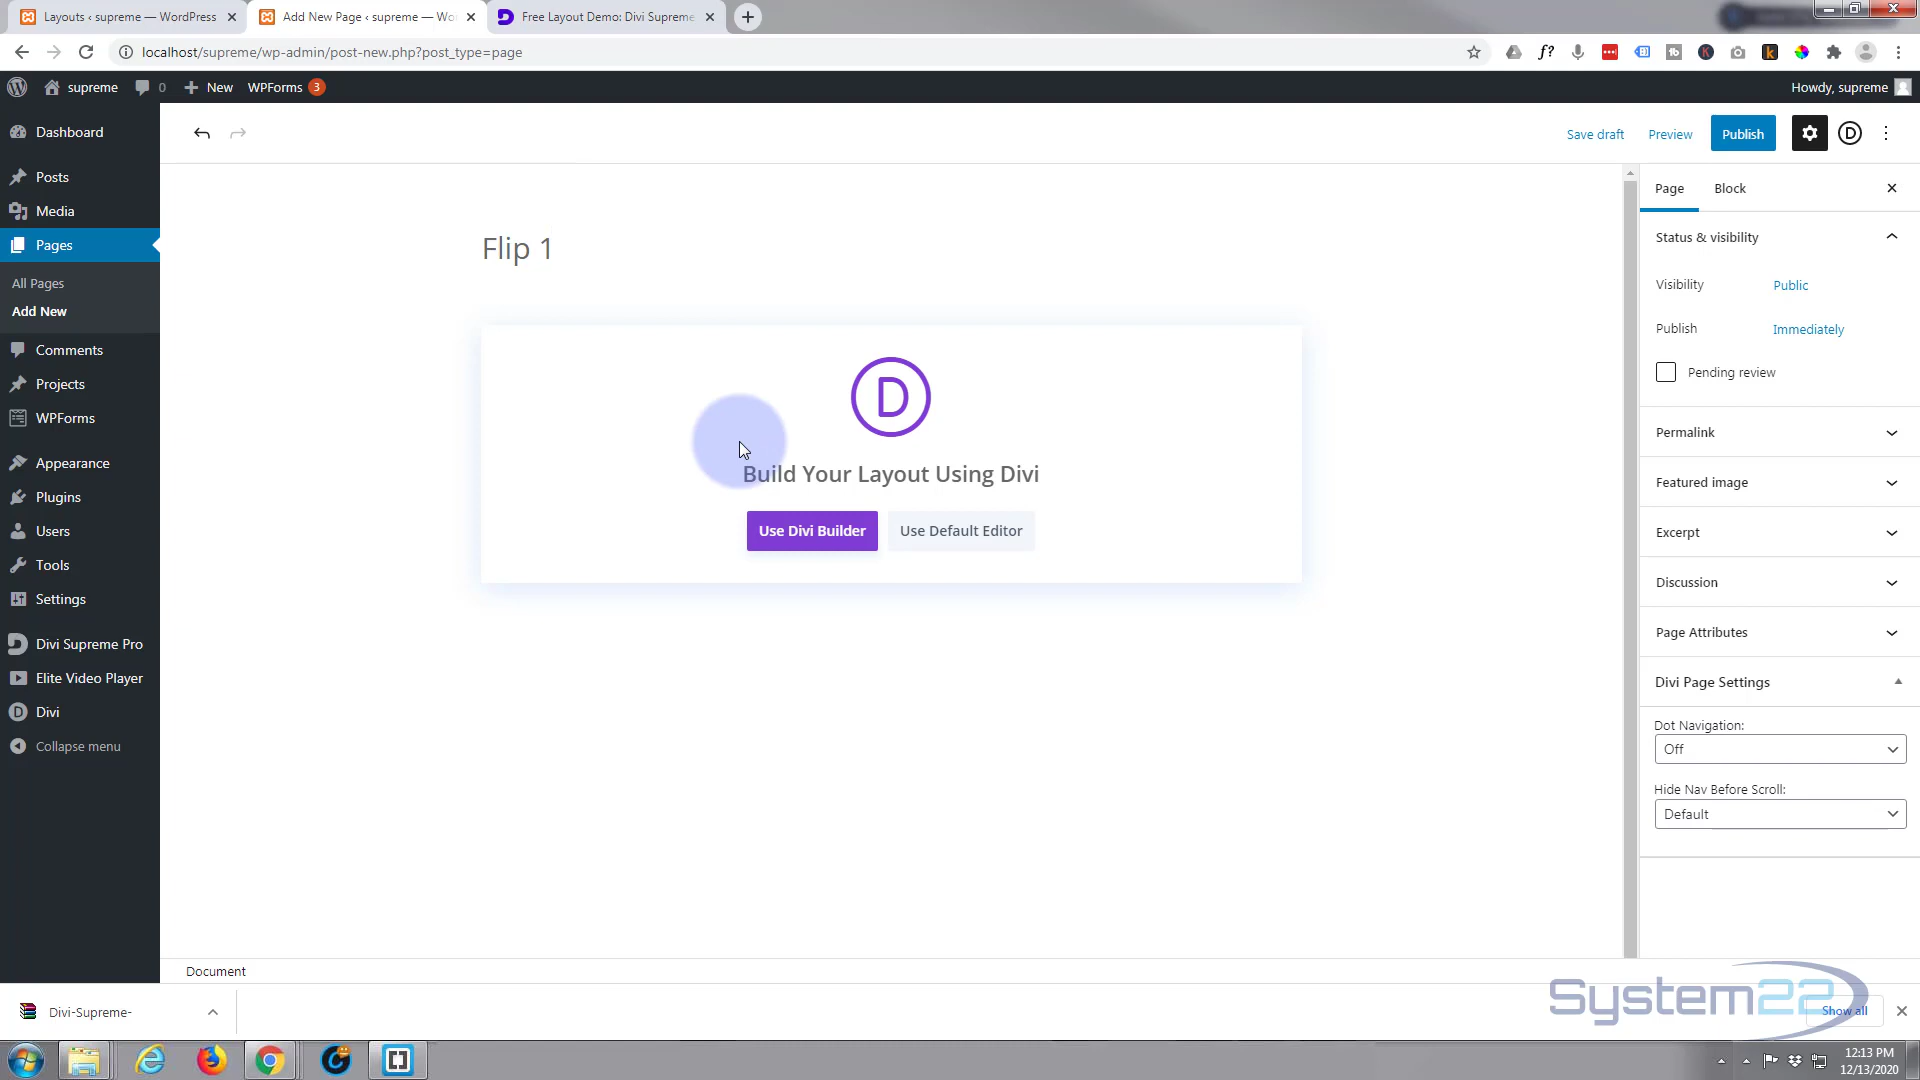 Layouts ‹ supreme — WordPress
Add New Page ‹ supreme — Wo
Free Layout Demo: Divi Supreme
localhost/supreme/wp-admin/post-new.php?post_type=page
supreme
0
New
WPForms 3
Howdy, supreme
Dashboard
Posts
Media
Pages
All Pages
Add New
Comments
Projects
WPForms
Appearance
Plugins
Users
Tools
Settings
Divi Supreme Pro
Elite Video Player
Divi
Collapse menu
Save draft
Preview
Publish
Flip 1
Build Your Layout Using Divi
Use Divi Builder
Use Default Editor
Page
Block
Status & visibility
Visibility
Public
Publish
Immediately
Pending review
Permalink
Featured image
Excerpt
Discussion
Page Attributes
Divi Page Settings
Dot Navigation:
Off
Hide Nav Before Scroll:
Default
Document
Divi-Supreme-
System22
Show all
12:13 PM
12/13/2020